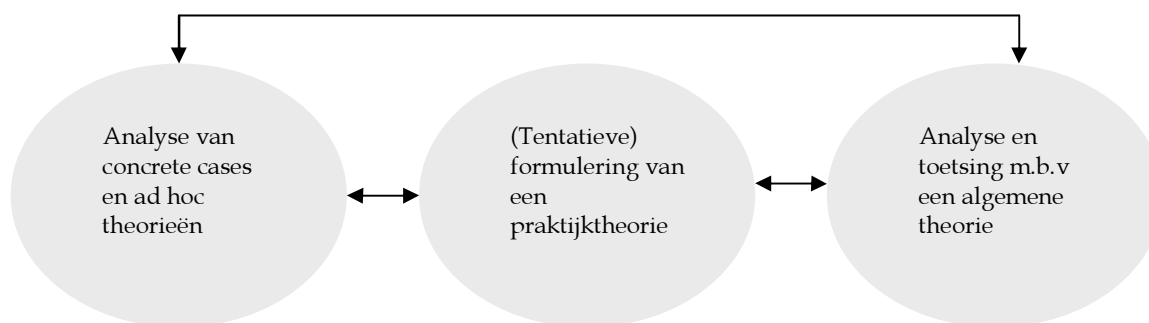 Analyse van
concrete cases
en ad hoc
theorieën
(Tentatieve)
formulering van
een
praktijktheorie
Analyse en
toetsing m.b.v
een algemene
theorie